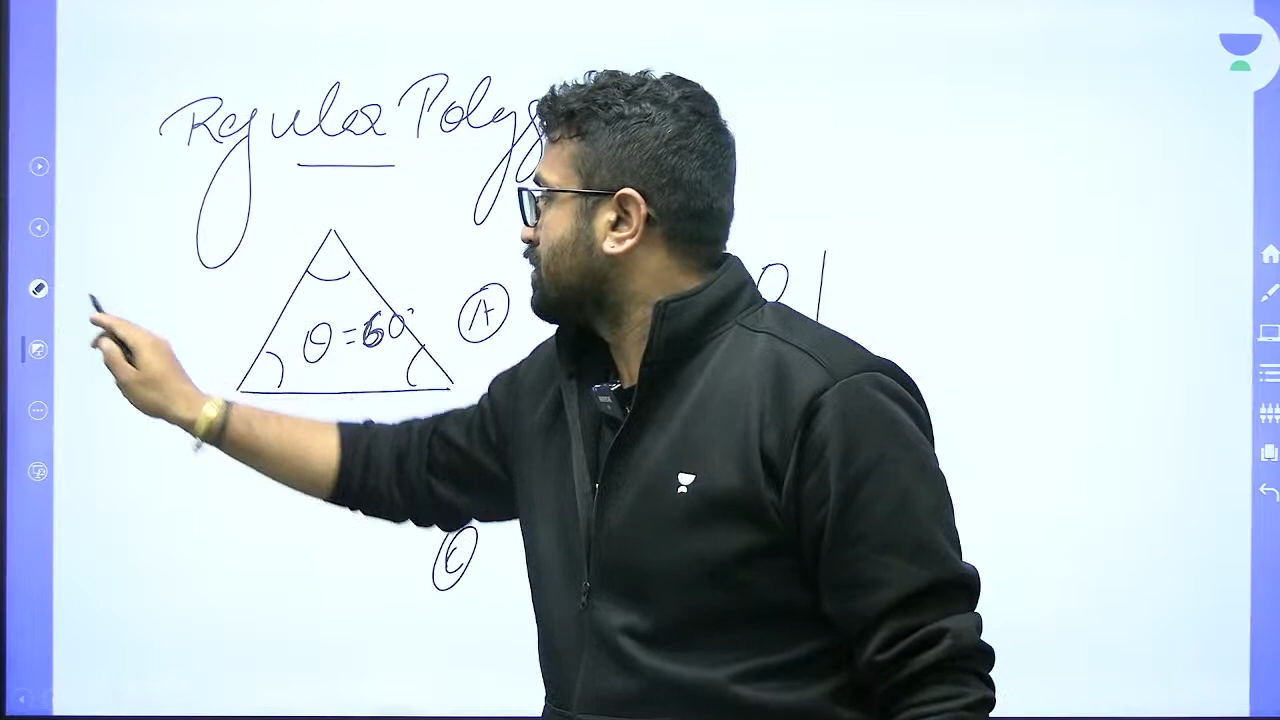 Regular Polyg
θ = 60°
A
C